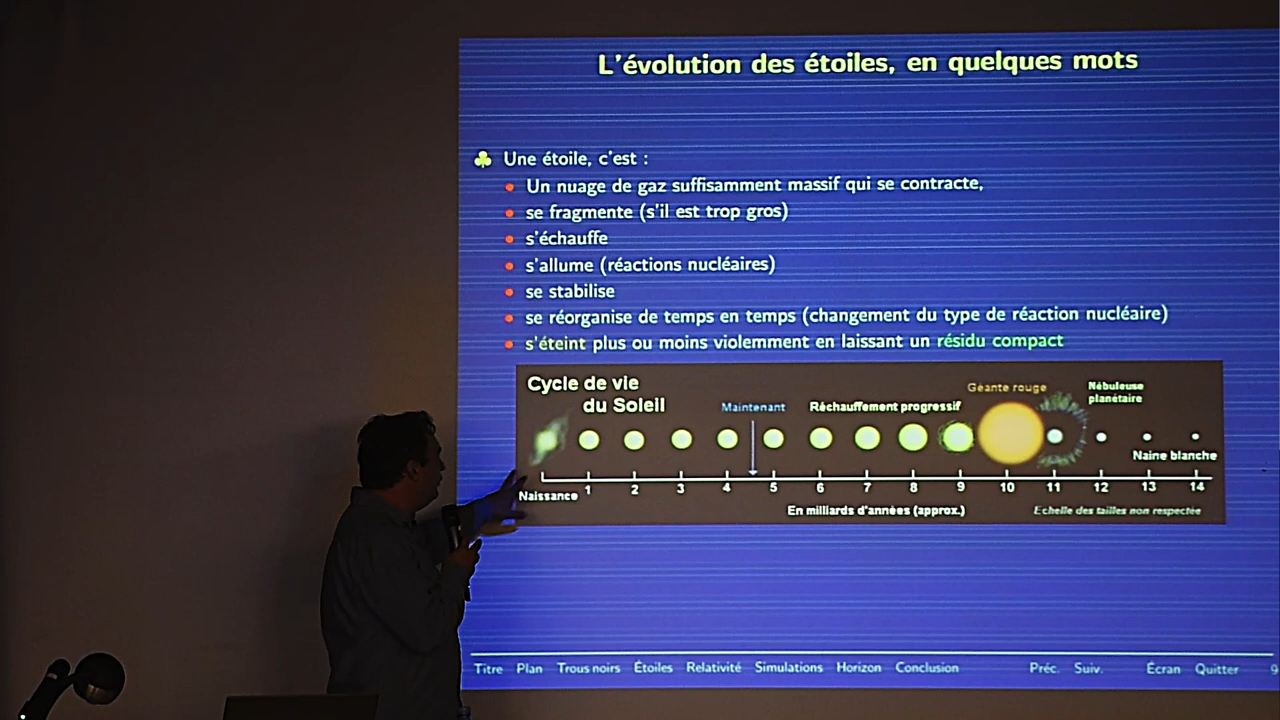 L'évolution des étoiles, en quelques mots
Une étoile, c'est :
Un nuage de gaz suffisamment massif qui se contracte,
se fragmente (s'il est trop gros)
s'échauffe
s'allume (réactions nucléaires)
se stabilise
se réorganise de temps en temps (changement du type de réaction nucléaire)
s'éteint plus ou moins violemment en laissant un résidu compact
Cycle de vie
du Soleil
Maintenant
Réchauffement progressif
Géante rouge
Nébuleuse
planétaire
Naine blanche
Naissance 1 2 3 4 5 6 7 8 9 10 11 12 13 14
En milliards d'années (approx.)
Echelle des tailles non respectée
Titre Plan Trous noirs Étoiles Relativité Simulations Horizon Conclusion Préc. Suiv. Écran Quitter 9